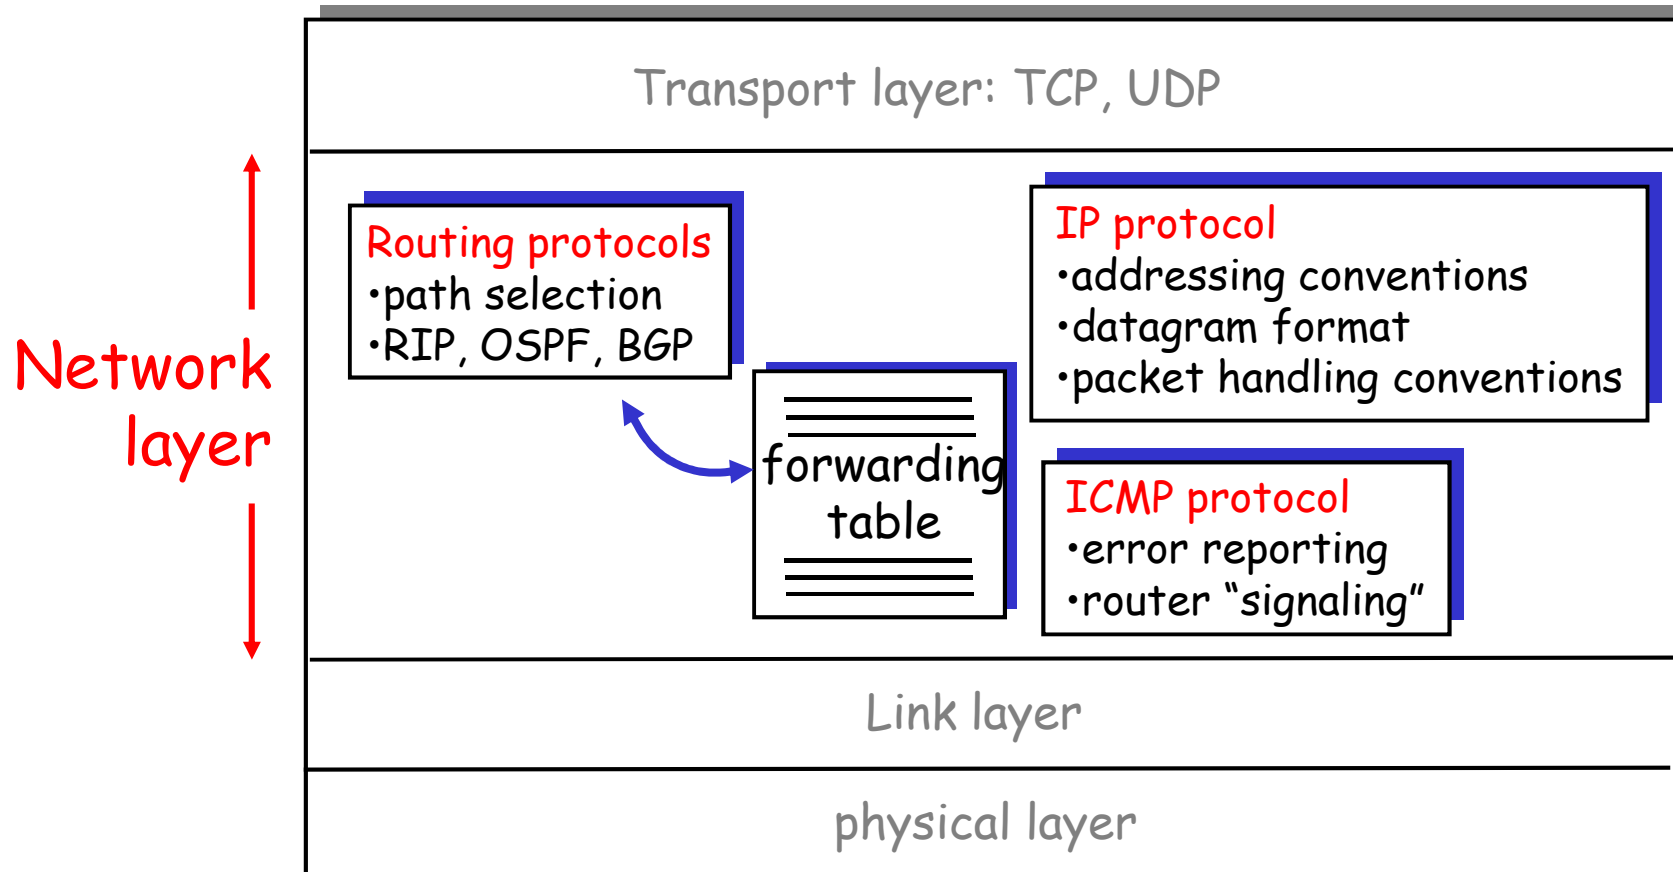 Transport layer: TCP, UDP
Network
layer
Routing protocols
•path selection
•RIP, OSPF, BGP
forwarding
table
IP protocol
•addressing conventions
•datagram format
•packet handling conventions
ICMP protocol
•error reporting
•router “signaling”
Link layer
physical layer